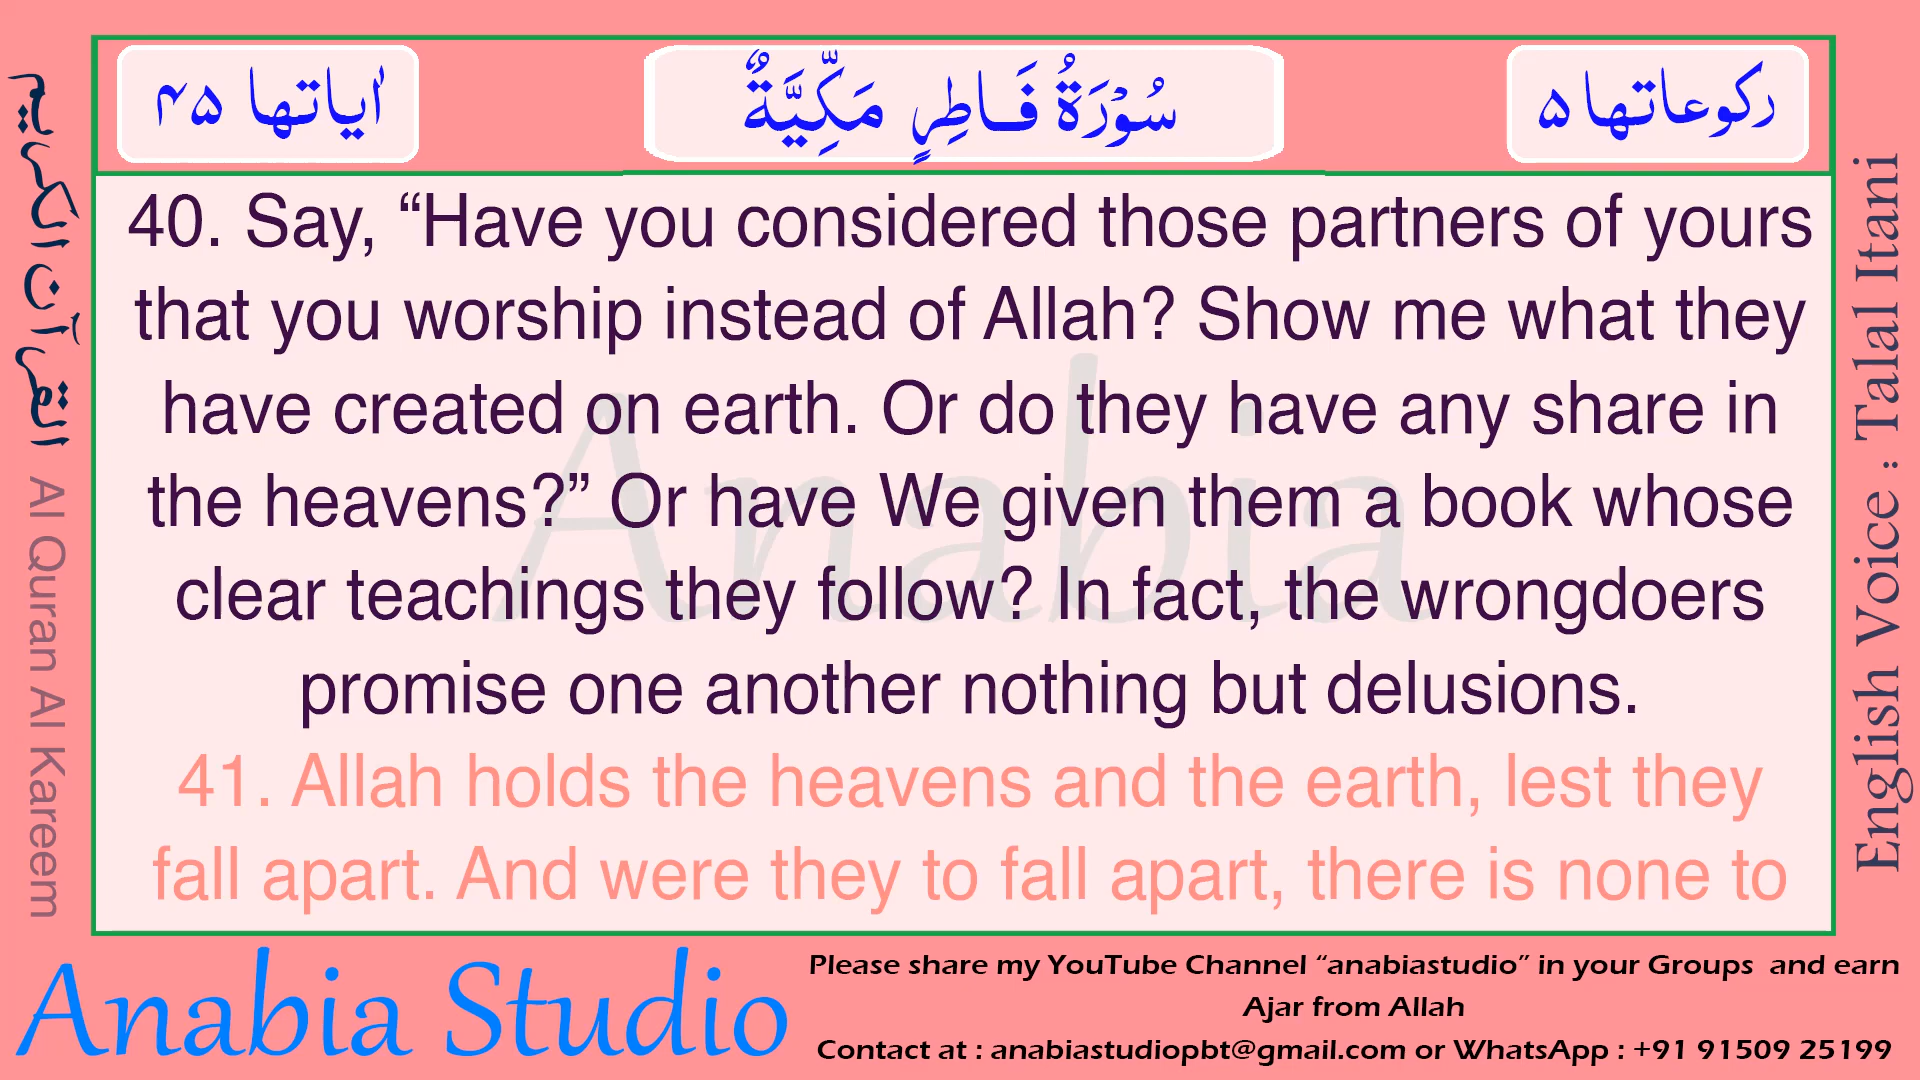 رکوعاتها ۵
سُوْرَةُ فَاطِرٍ مَكِّيَّةٌ
اٰیاتها ۴۵
القرآن الكريم
Al Quran Al Kareem
40. Say, “Have you considered those partners of yours
that you worship instead of Allah? Show me what they
have created on earth. Or do they have any share in
the heavens?” Or have We given them a book whose
clear teachings they follow? In fact, the wrongdoers
promise one another nothing but delusions.
41. Allah holds the heavens and the earth, lest they
fall apart. And were they to fall apart, there is none to
Anabia
English Voice : Talal Itani
Anabia Studio
Please share my YouTube Channel “anabiastudio” in your Groups and earn
Ajar from Allah
Contact at : anabiastudiopbt@gmail.com or WhatsApp : +91 91509 25199